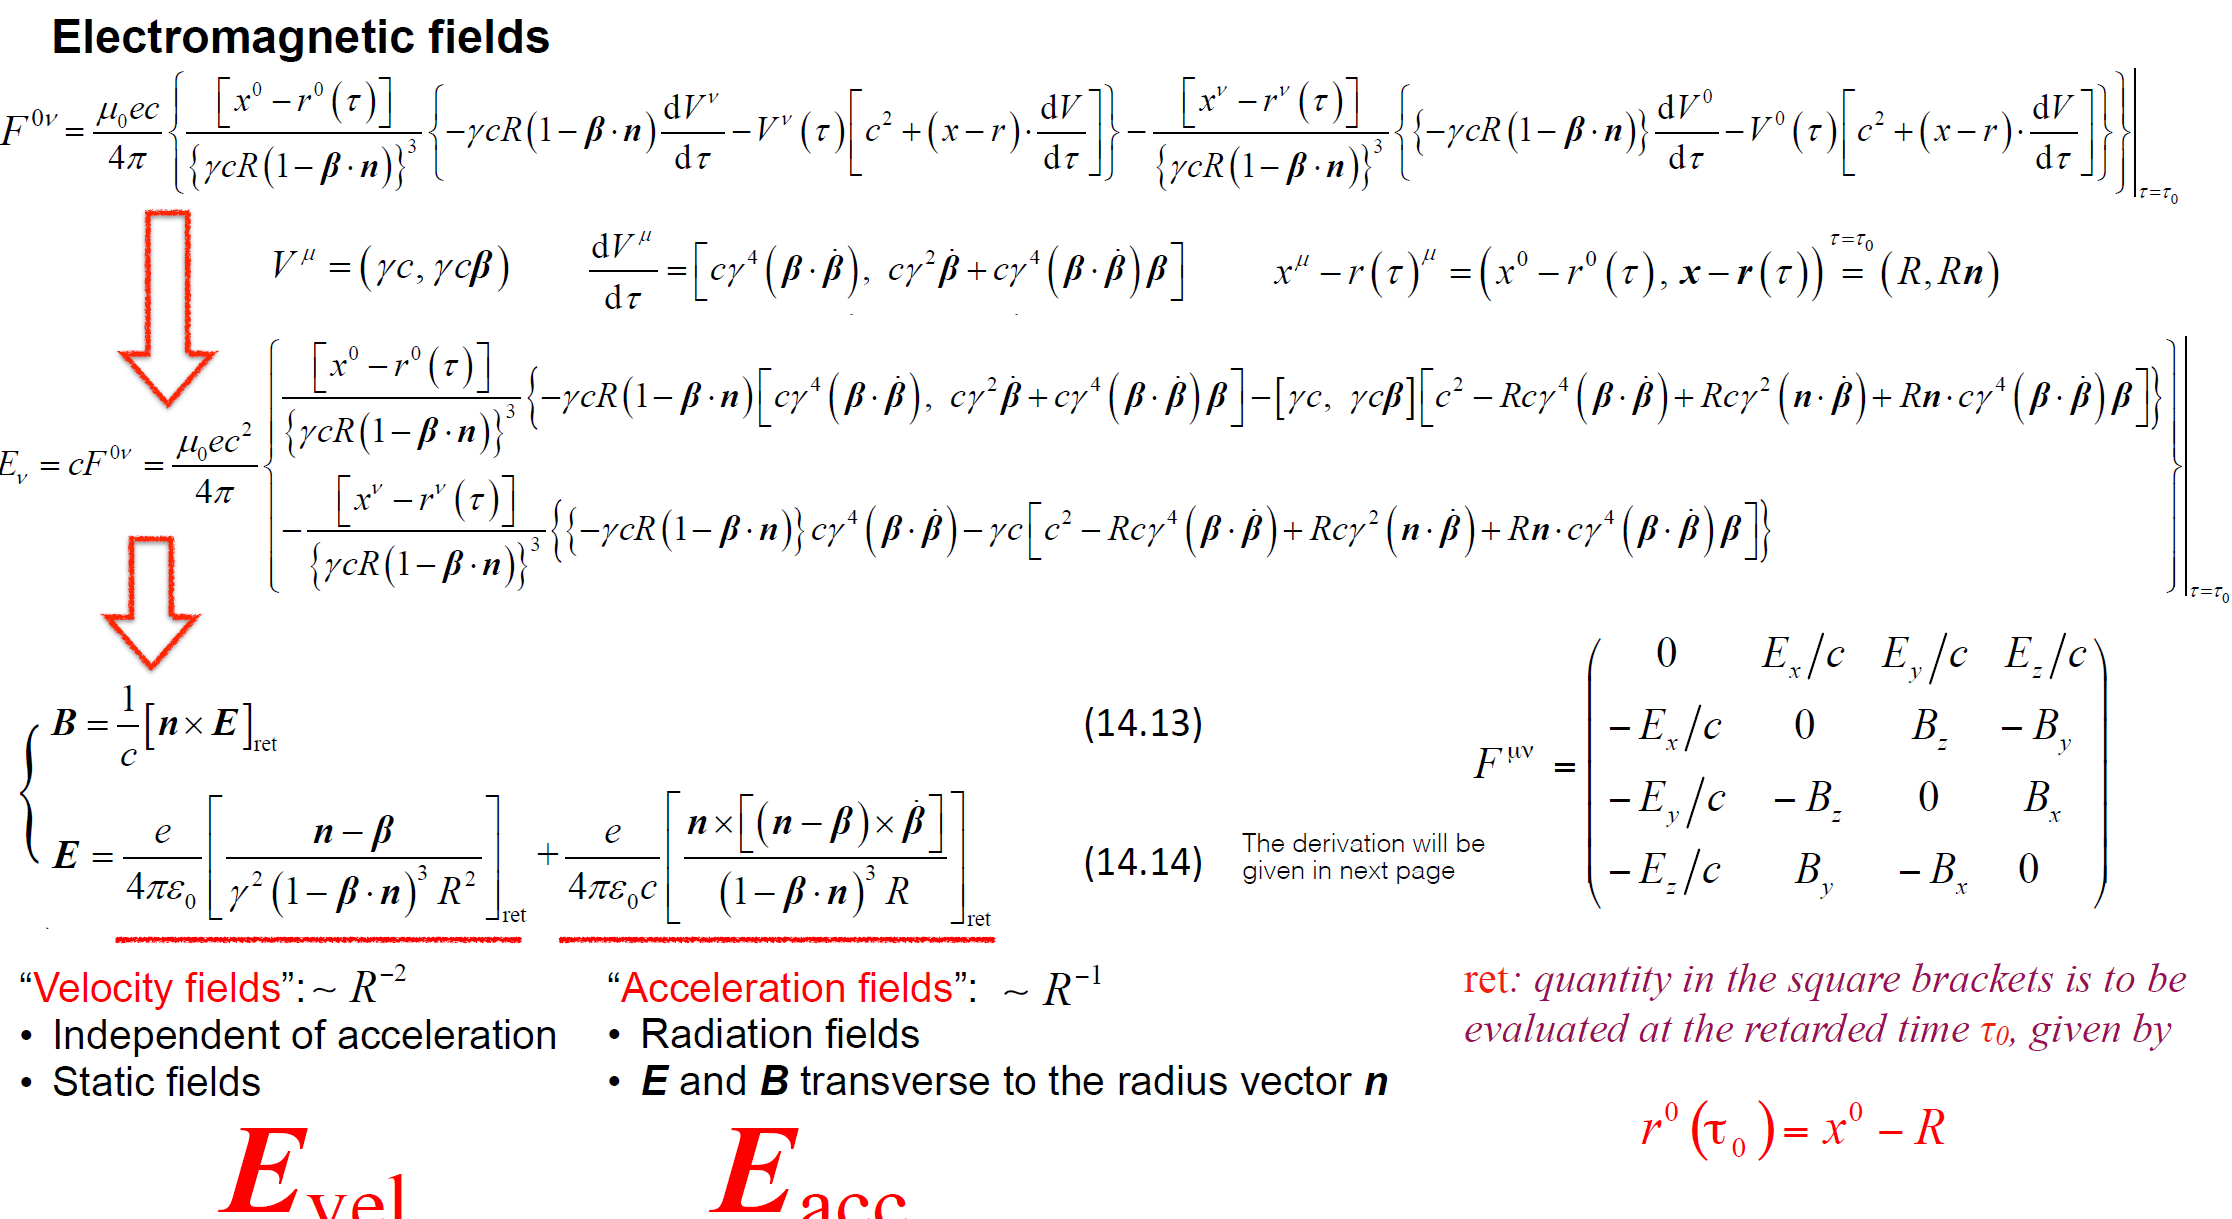 Electromagnetic fields
$F^{0\nu} = \frac{\mu_0 ec}{4\pi} \left\{ \frac{[x^0 - r^0(\tau)]}{\{\gamma cR(1-\boldsymbol{\beta}\cdot\boldsymbol{n})\}^3} \left\{ -\gamma cR(1-\boldsymbol{\beta}\cdot\boldsymbol{n}) \frac{dV^\nu}{d\tau} - V^\nu(\tau) \left[ c^2 + (x-r)\cdot\frac{dV}{d\tau} \right] \right\} - \frac{[x^\nu - r^\nu(\tau)]}{\{\gamma cR(1-\boldsymbol{\beta}\cdot\boldsymbol{n})\}^3} \left\{ \{-\gamma cR(1-\boldsymbol{\beta}\cdot\boldsymbol{n})\} \frac{dV^0}{d\tau} - V^0(\tau) \left[ c^2 + (x-r)\cdot\frac{dV}{d\tau} \right] \right\} \right\} |_{\tau=\tau_0}$
$V^\mu = (\gamma c, \gamma c\boldsymbol{\beta})$ $\frac{dV^\mu}{d\tau} = [c\gamma^4(\boldsymbol{\beta}\cdot\dot{\boldsymbol{\beta}}), c\gamma^2\dot{\boldsymbol{\beta}} + c\gamma^4(\boldsymbol{\beta}\cdot\dot{\boldsymbol{\beta}})\boldsymbol{\beta}]$ $x^\mu - r(\tau)^\mu = (x^0 - r^0(\tau), \boldsymbol{x} - \boldsymbol{r}(\tau)) \overset{\tau=\tau_0}{=} (R, R\boldsymbol{n})$
$E_\nu = cF^{0\nu} = \frac{\mu_0 ec^2}{4\pi} \{ \frac{[x^0 - r^0(\tau)]}{\{\gamma cR(1-\boldsymbol{\beta}\cdot\boldsymbol{n})\}^3} \{ -\gamma cR(1-\boldsymbol{\beta}\cdot\boldsymbol{n}) [c\gamma^4(\boldsymbol{\beta}\cdot\dot{\boldsymbol{\beta}}), c\gamma^2\dot{\boldsymbol{\beta}} + c\gamma^4(\boldsymbol{\beta}\cdot\dot{\boldsymbol{\beta}})\boldsymbol{\beta}] - [\gamma c, \gamma c\boldsymbol{\beta}] [c^2 - Rc\gamma^4(\boldsymbol{\beta}\cdot\dot{\boldsymbol{\beta}}) + Rc\gamma^2(\boldsymbol{n}\cdot\dot{\boldsymbol{\beta}}) + R\boldsymbol{n}\cdot c\gamma^4(\boldsymbol{\beta}\cdot\dot{\boldsymbol{\beta}})\boldsymbol{\beta}] \}$
$- \frac{[x^\nu - r^\nu(\tau)]}{\{\gamma cR(1-\boldsymbol{\beta}\cdot\boldsymbol{n})\}^3} \{ \{-\gamma cR(1-\boldsymbol{\beta}\cdot\boldsymbol{n})\} c\gamma^4(\boldsymbol{\beta}\cdot\dot{\boldsymbol{\beta}}) - \gamma c [c^2 - Rc\gamma^4(\boldsymbol{\beta}\cdot\dot{\boldsymbol{\beta}}) + Rc\gamma^2(\boldsymbol{n}\cdot\dot{\boldsymbol{\beta}}) + R\boldsymbol{n}\cdot c\gamma^4(\boldsymbol{\beta}\cdot\dot{\boldsymbol{\beta}})\boldsymbol{\beta}] \} \} |_{\tau=\tau_0}$
$\boldsymbol{B} = \frac{1}{c}[\boldsymbol{n}\times\boldsymbol{E}]_{ret}$ (14.13)
$\boldsymbol{E} = \frac{e}{4\pi\varepsilon_0} \left[ \frac{\boldsymbol{n}-\boldsymbol{\beta}}{\gamma^2(1-\boldsymbol{\beta}\cdot\boldsymbol{n})^3 R^2} \right]_{ret} + \frac{e}{4\pi\varepsilon_0 c} \left[ \frac{\boldsymbol{n}\times[(\boldsymbol{n}-\boldsymbol{\beta})\times\dot{\boldsymbol{\beta}}]}{(1-\boldsymbol{\beta}\cdot\boldsymbol{n})^3 R} \right]_{ret}$ (14.14)
The derivation will be
given in next page
$F^{\mu\nu} = \begin{pmatrix} 0 & E_x/c & E_y/c & E_z/c \\ -E_x/c & 0 & B_z & -B_y \\ -E_y/c & -B_z & 0 & B_x \\ -E_z/c & B_y & -B_x & 0 \end{pmatrix}$
“Velocity fields”: ~ $R^{-2}$
• Independent of acceleration
• Static fields
$\boldsymbol{E}_{vel}$
“Acceleration fields”: ~ $R^{-1}$
• Radiation fields
• E and B transverse to the radius vector n
$\boldsymbol{E}_{acc}$
ret: quantity in the square brackets is to be
evaluated at the retarded time $\tau_0$, given by
$r^0(\tau_0) = x^0 - R$